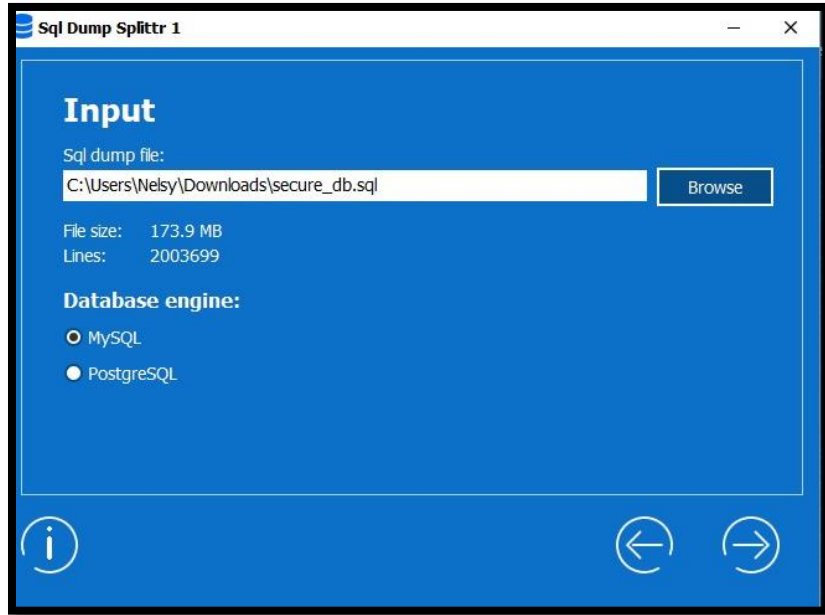 Sql Dump Splittr 1
Input
Sql dump file:
C:\Users\Nelsy\Downloads\secure_db.sql
Browse
File size: 173.9 MB
Lines: 2003699
Database engine:
MySQL
PostgreSQL